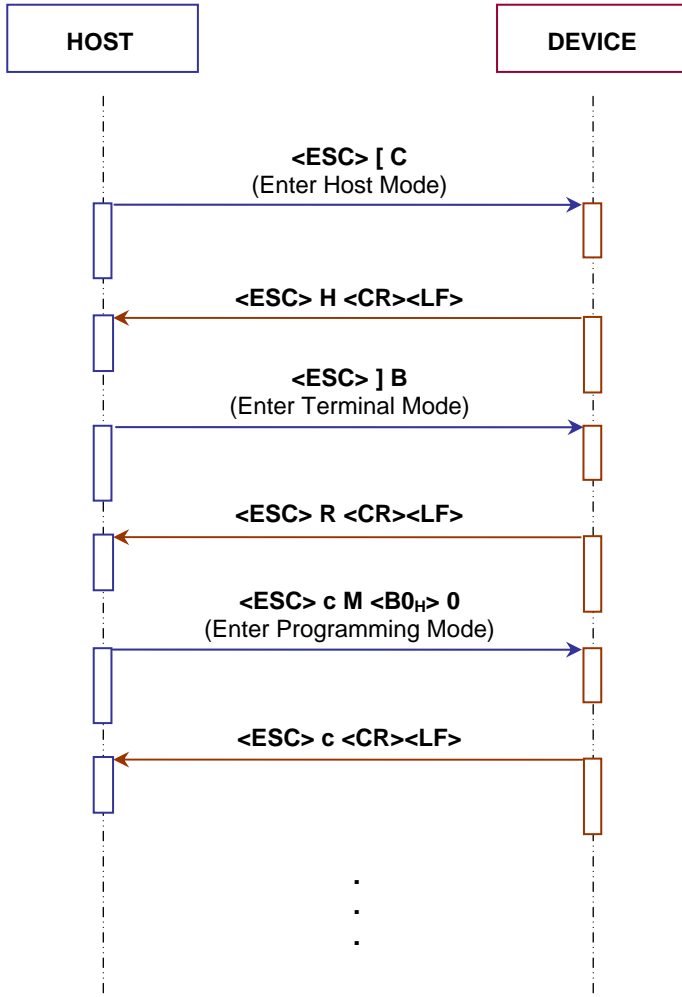 HOST
DEVICE
<ESC> [ C
(Enter Host Mode)
<ESC> H <CR><LF>
<ESC> ] B
(Enter Terminal Mode)
<ESC> R <CR><LF>
<ESC> c M <B0H> 0
(Enter Programming Mode)
<ESC> c <CR><LF>
.
.
.